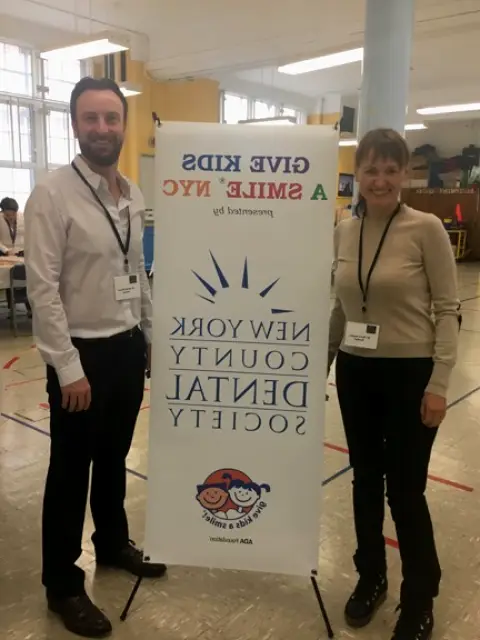 GIVE KIDS
A SMILE* NYC
presented by
NEW YORK
COUNTY
DENTAL
SOCIETY
give kids a smile!
ADA Foundation